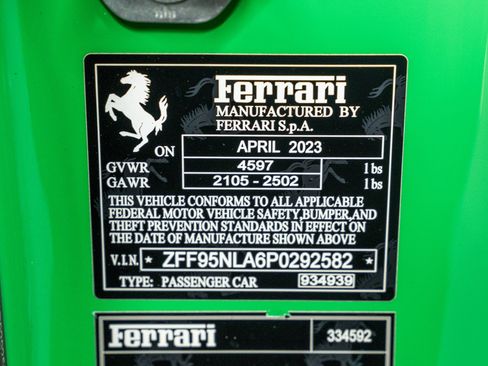 Ferrari
MANUFACTURED BY
FERRARI S.p.A.
ON APRIL 2023
GVWR 4597 lbs
GAWR 2105 - 2502 lbs
THIS VEHICLE CONFORMS TO ALL APPLICABLE
FEDERAL MOTOR VEHICLE SAFETY,BUMPER,AND
THEFT PREVENTION STANDARDS IN EFFECT ON
THE DATE OF MANUFACTURE SHOWN ABOVE
V.I.N. * ZFF95NLA6P0292582 *
TYPE: PASSENGER CAR 934939
Ferrari 334592